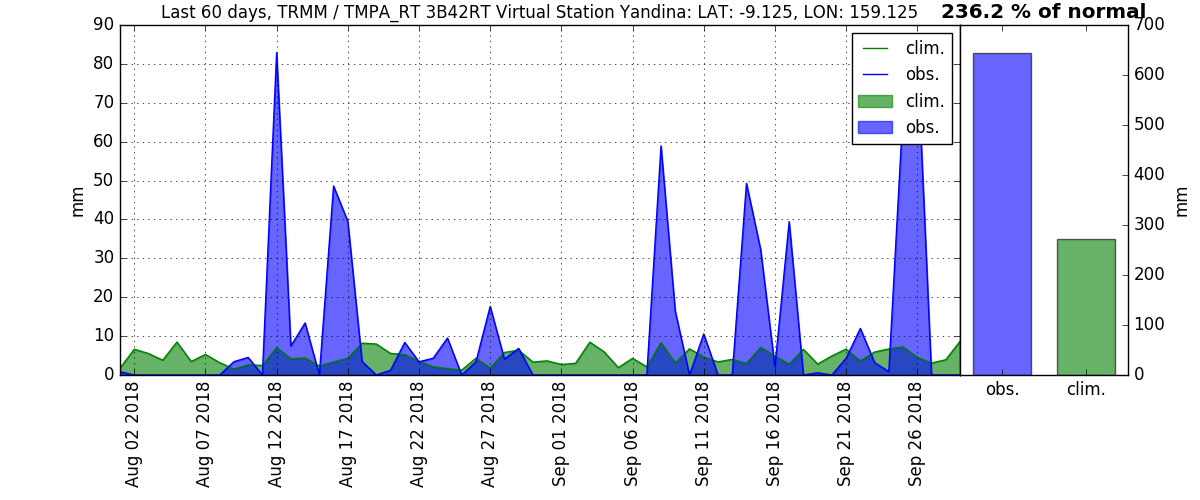 Last 60 days, TRMM / TMPA_RT 3B42RT Virtual Station Yandina: LAT: -9.125, LON: 159.125
236.2 % of normal
90
80
70
60
50
40
30
20
10
0
mm
clim.
obs.
clim.
obs.
700
600
500
400
300
200
100
0
mm
obs.
clim.
Aug 02 2018
Aug 07 2018
Aug 12 2018
Aug 17 2018
Aug 22 2018
Aug 27 2018
Sep 01 2018
Sep 06 2018
Sep 11 2018
Sep 16 2018
Sep 21 2018
Sep 26 2018